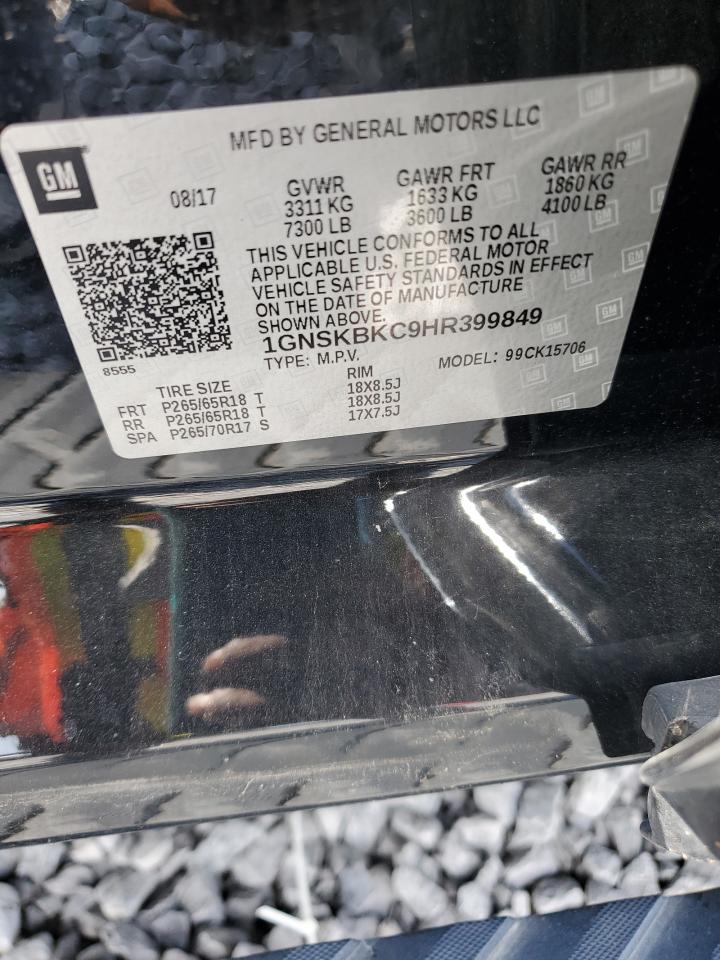 MFD BY GENERAL MOTORS LLC
GM
08/17
GVWR GAWR FRT GAWR RR
3311 KG 1633 KG 1860 KG
7300 LB 3600 LB 4100 LB
THIS VEHICLE CONFORMS TO ALL
APPLICABLE U.S. FEDERAL MOTOR
VEHICLE SAFETY STANDARDS IN EFFECT
ON THE DATE OF MANUFACTURE
SHOWN ABOVE.
1GNSKBKC9HR399849
8555
TYPE: M.P.V. MODEL: 99CK15706
TIRE SIZE RIM
FRT P265/65R18 T 18X8.5J
RR P265/65R18 T 18X8.5J
SPA P265/70R17 S 17X7.5J